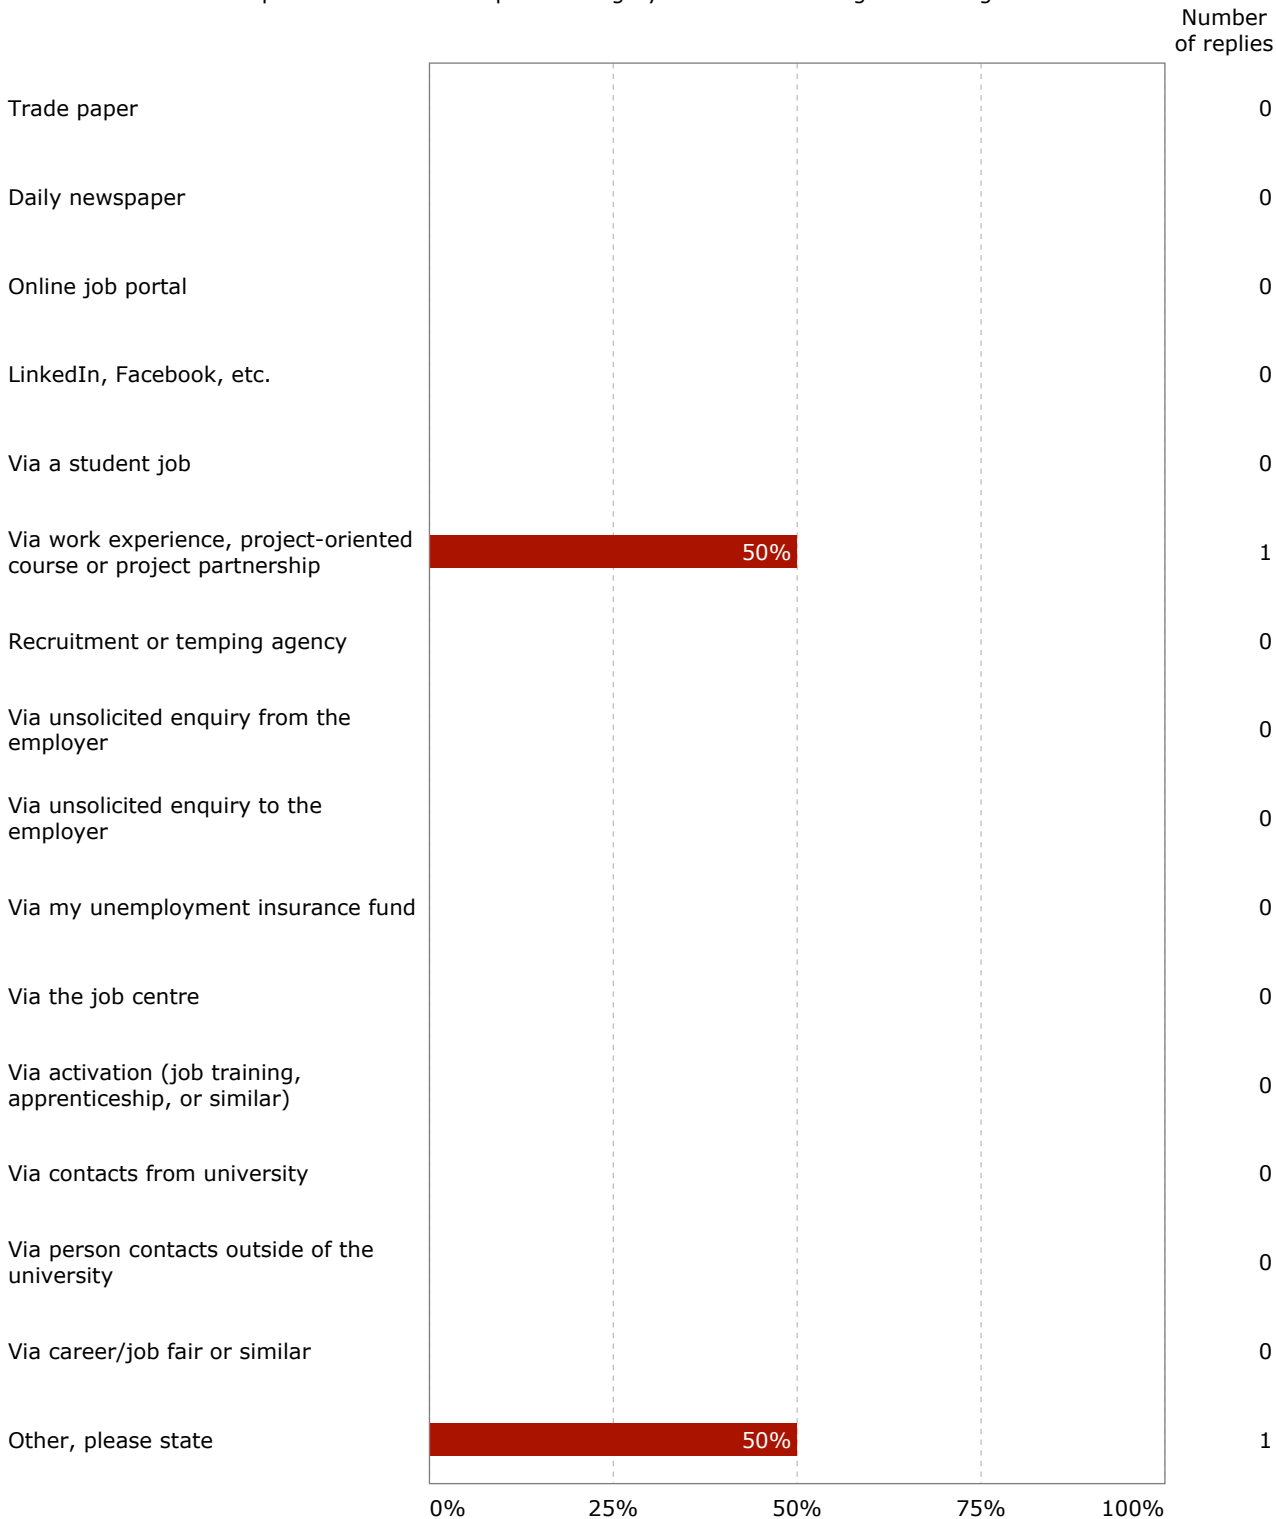 Number
of replies
Trade paper 0
Daily newspaper 0
Online job portal 0
LinkedIn, Facebook, etc. 0
Via a student job 0
Via work experience, project-oriented
course or project partnership 50% 1
Recruitment or temping agency 0
Via unsolicited enquiry from the
employer 0
Via unsolicited enquiry to the
employer 0
Via my unemployment insurance fund 0
Via the job centre 0
Via activation (job training,
apprenticeship, or similar) 0
Via contacts from university 0
Via person contacts outside of the
university 0
Via career/job fair or similar 0
Other, please state 50% 1
0% 25% 50% 75% 100%